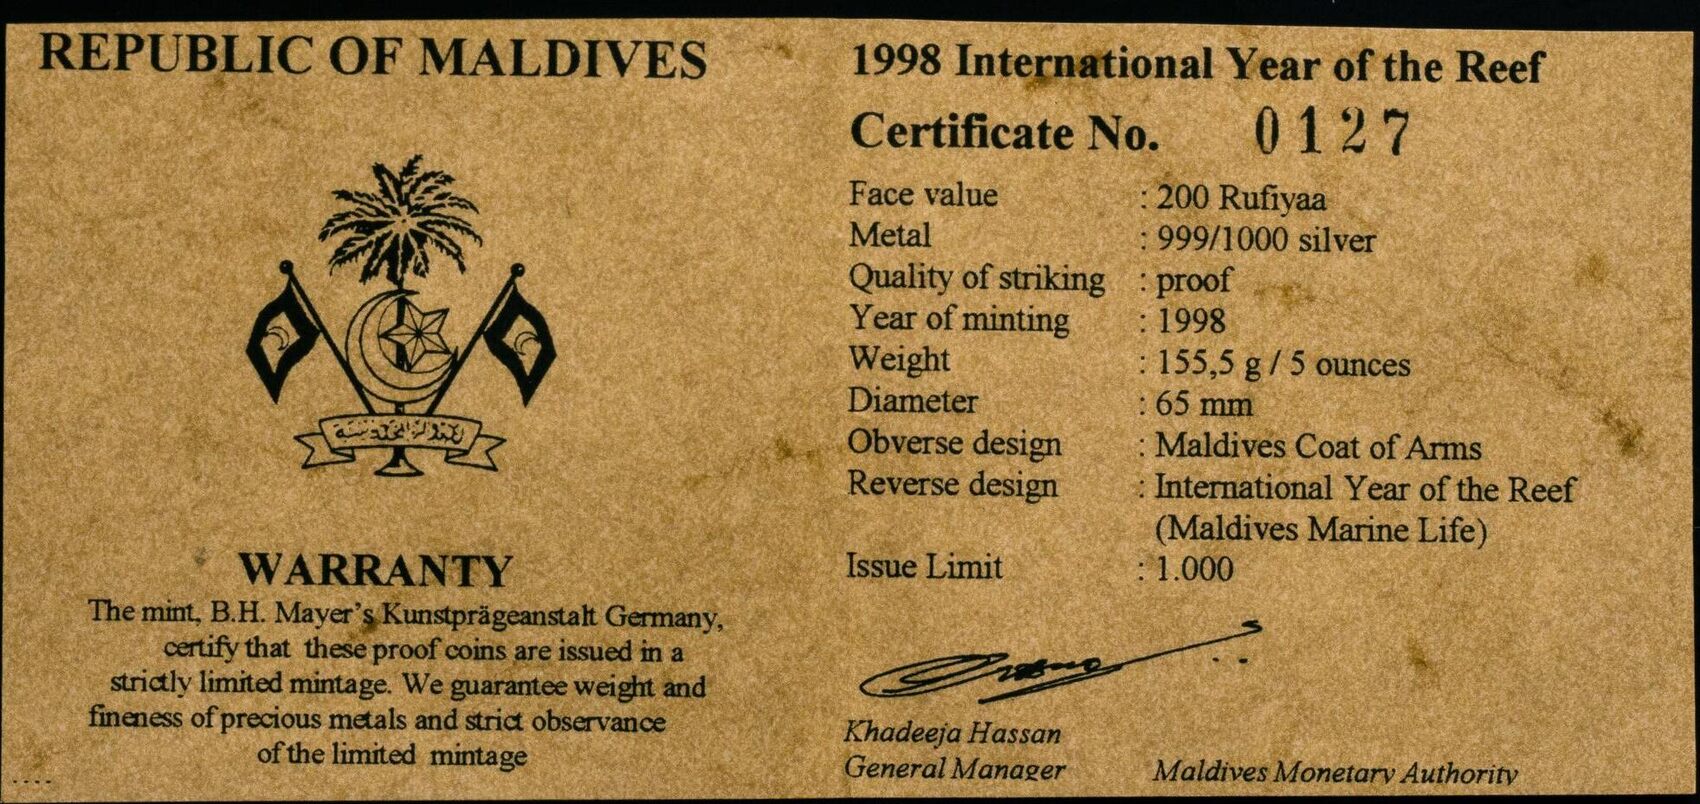 REPUBLIC OF MALDIVES
WARRANTY
The mint, B.H. Mayer's Kunstprägeanstalt Germany,
certify that these proof coins are issued in a
strictly limited mintage. We guarantee weight and
fineness of precious metals and strict observance
of the limited mintage
....
1998 International Year of the Reef
Certificate No. 0127
Face value : 200 Rufiyaa
Metal : 999/1000 silver
Quality of striking : proof
Year of minting : 1998
Weight : 155,5 g / 5 ounces
Diameter : 65 mm
Obverse design : Maldives Coat of Arms
Reverse design : International Year of the Reef
(Maldives Marine Life)
Issue Limit : 1.000
Khadeeja Hassan
General Manager Maldives Monetary Authority